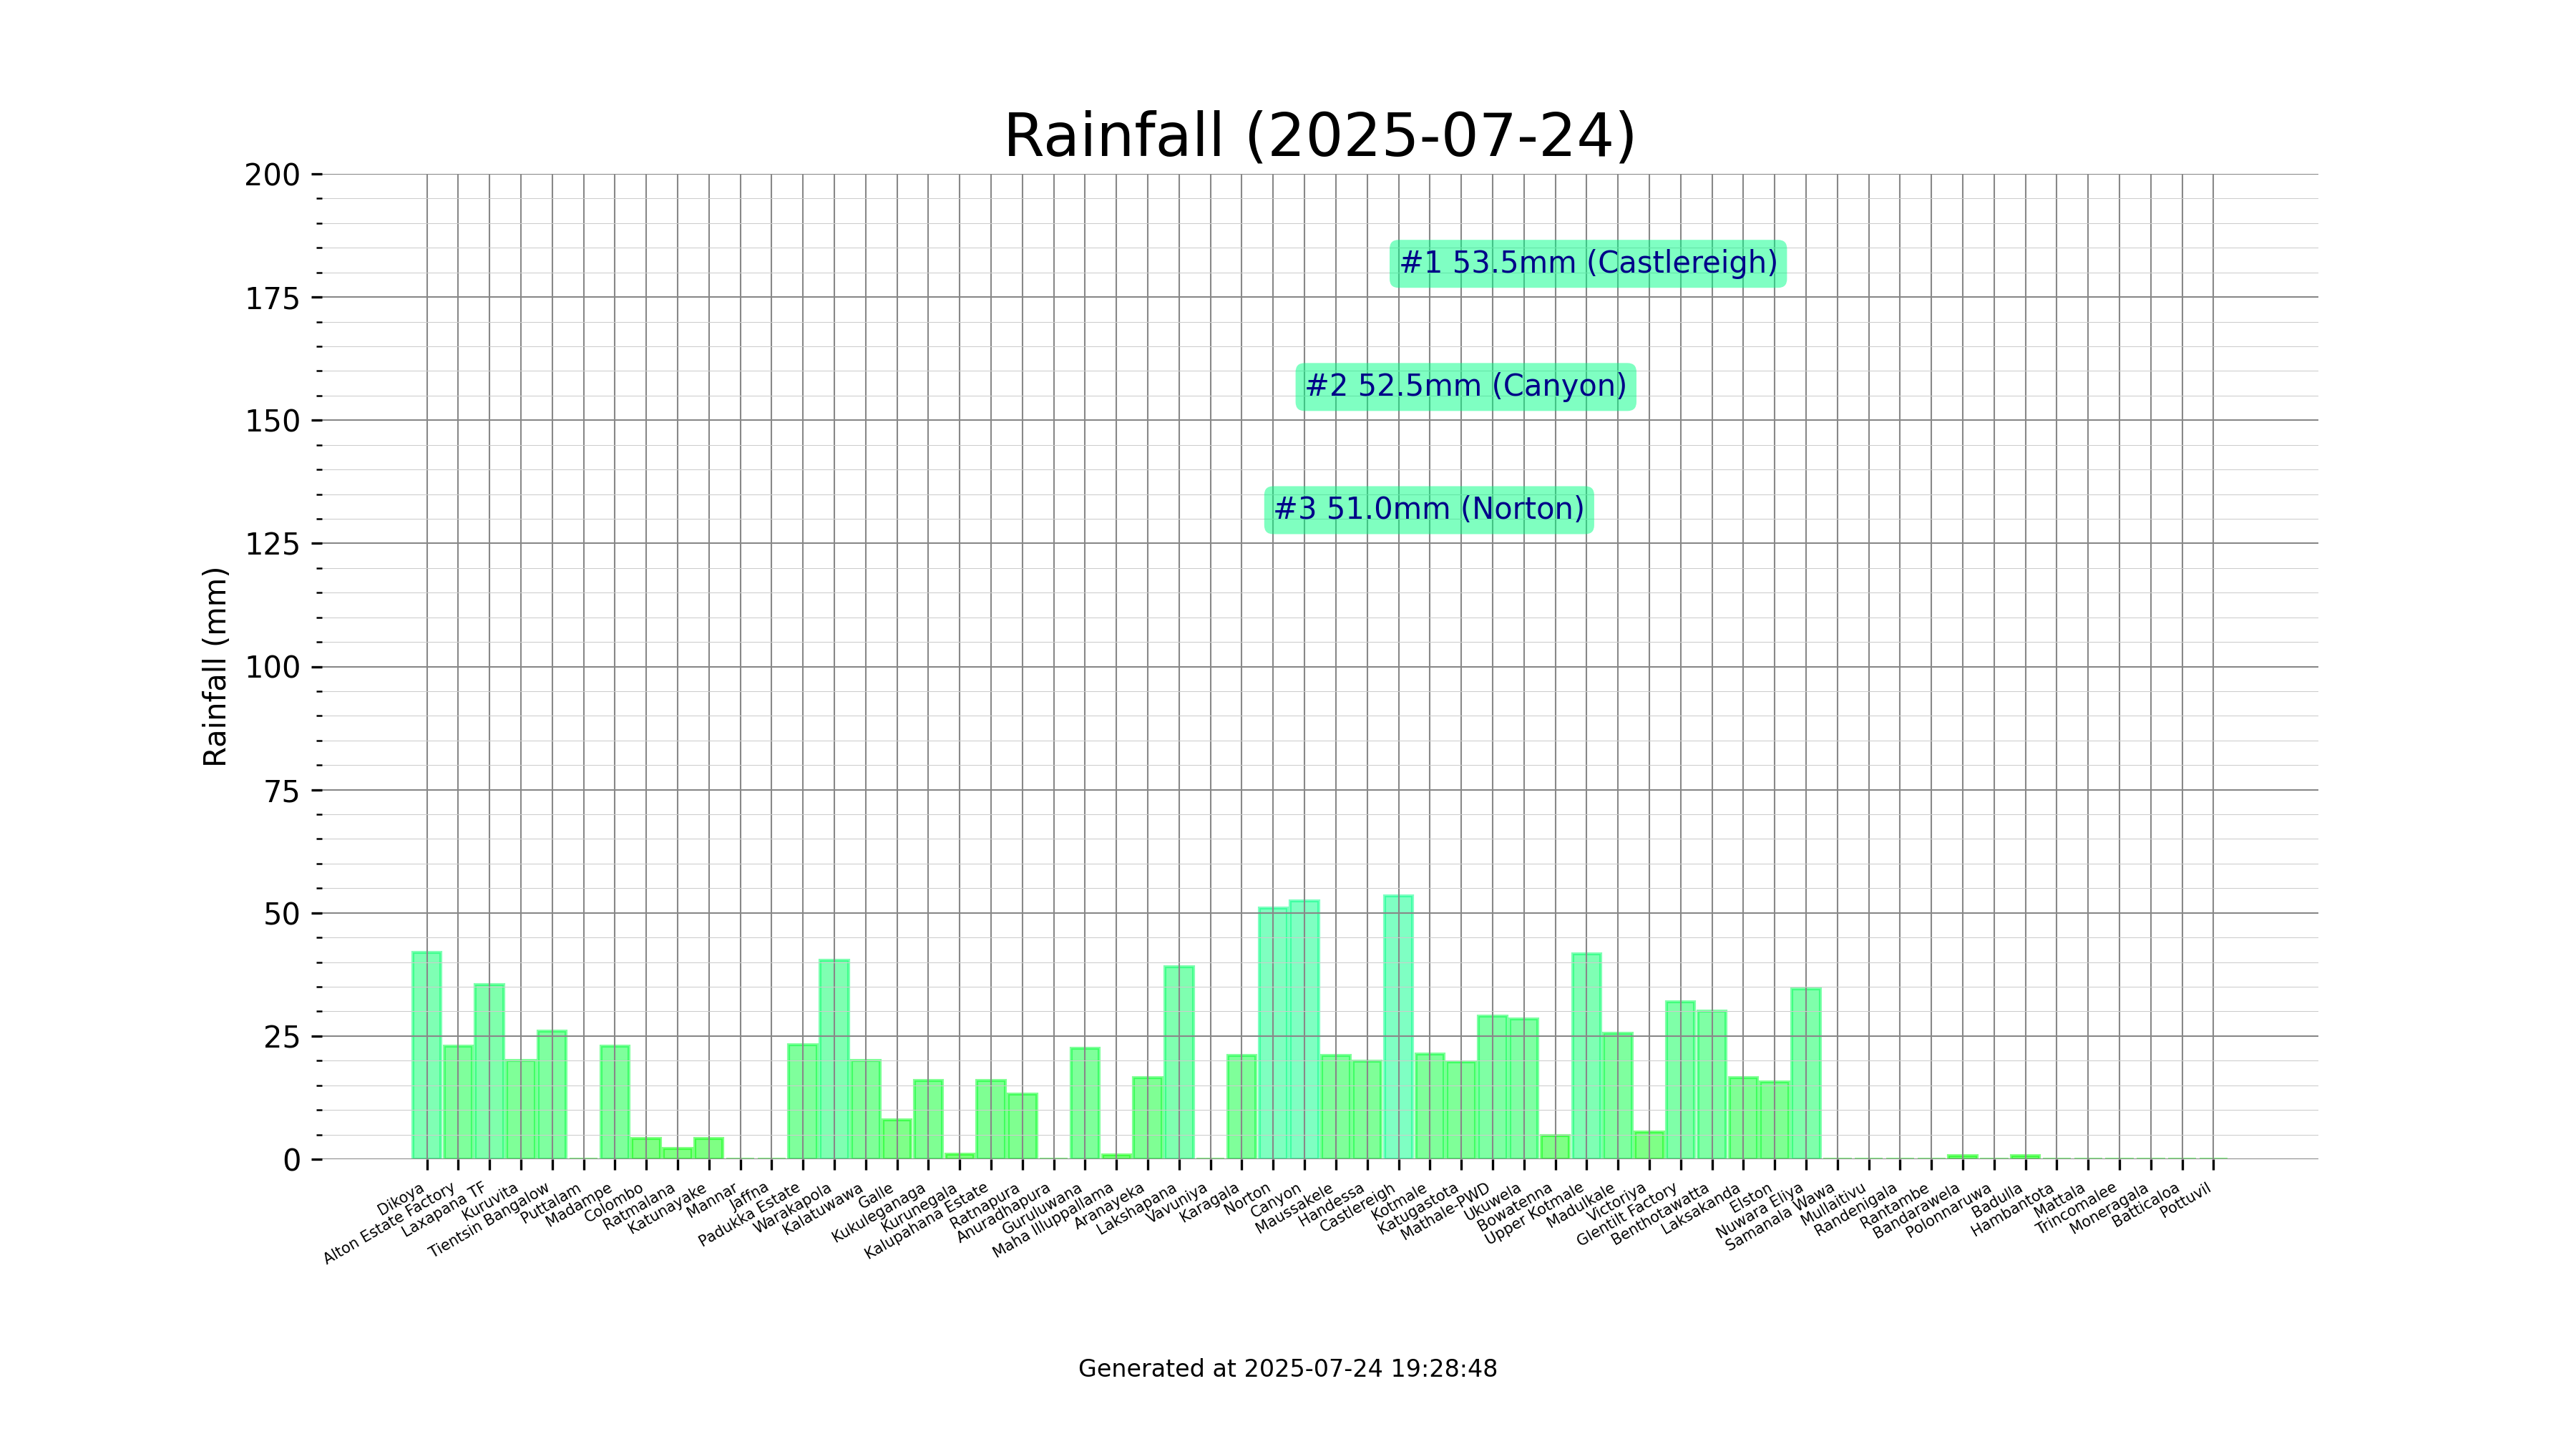 Rainfall (2025-07-24)
200
175
150
125
100
75
50
25
0
Rainfall (mm)
#1 53.5mm (Castlereigh)
#2 52.5mm (Canyon)
#3 51.0mm (Norton)
Dikoya
Alton Estate Factory
Laxapana TF
Kuruvita
Tientsin Bangalow
Puttalam
Madampe
Colombo
Ratmalana
Katunayake
Mannar
Jaffna
Padukka Estate
Warakapola
Kalatuwawa
Galle
Kukuleganaga
Kurunegala
Kalupahana Estate
Ratnapura
Anuradhapura
Guruluwana
Maha Illuppallama
Aranayeka
Lakshapana
Vavuniya
Karagala
Norton
Canyon
Maussakele
Handessa
Castlereigh
Kotmale
Katugastota
Mathale-PWD
Ukuwela
Bowatenna
Upper Kotmale
Madulkale
Victoriya
Glentilt Factory
Benthotawatta
Laksakanda
Elston
Nuwara Eliya
Samanala Wawa
Mullaitivu
Randenigala
Rantambe
Bandarawela
Polonnaruwa
Badulla
Hambantota
Mattala
Trincomalee
Moneragala
Batticaloa
Pottuvil
Generated at 2025-07-24 19:28:48